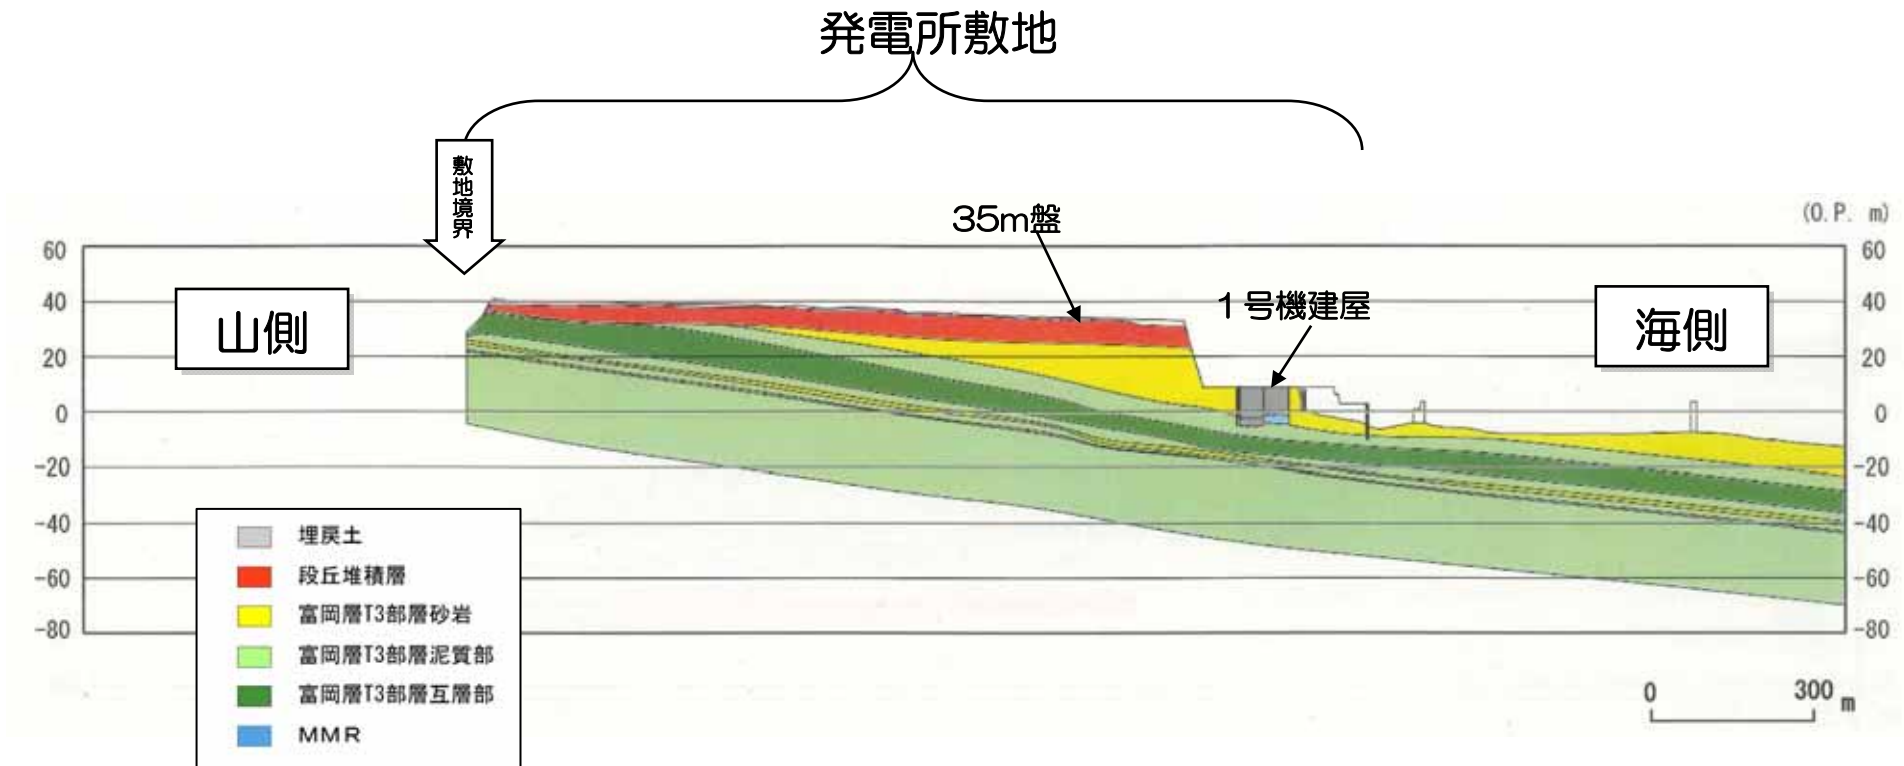 発電所敷地
敷地境界
35m盤
(O.P. m)
60
60
山側
40
1号機建屋
海側
40
20
20
0
0
-20
-20
-40
-40
-60
-60
-80
-80
埋戻土
段丘堆積層
富岡層T3部層砂岩
富岡層T3部層泥質部
富岡層T3部層互層部
MMR
0
300 m